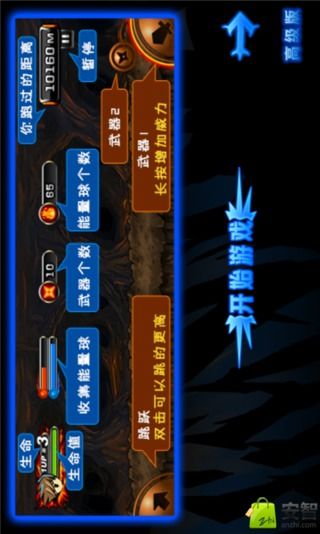 生命
1UP × 3
生命值
收集能量球
10
武器个数
65
能量球个数
你跑过的距离
10160 M
暂停
跳跃
双击可以跳的更高
武器2
武器1
长按增加威力
开始游戏
高级版
安智
anzhi.com